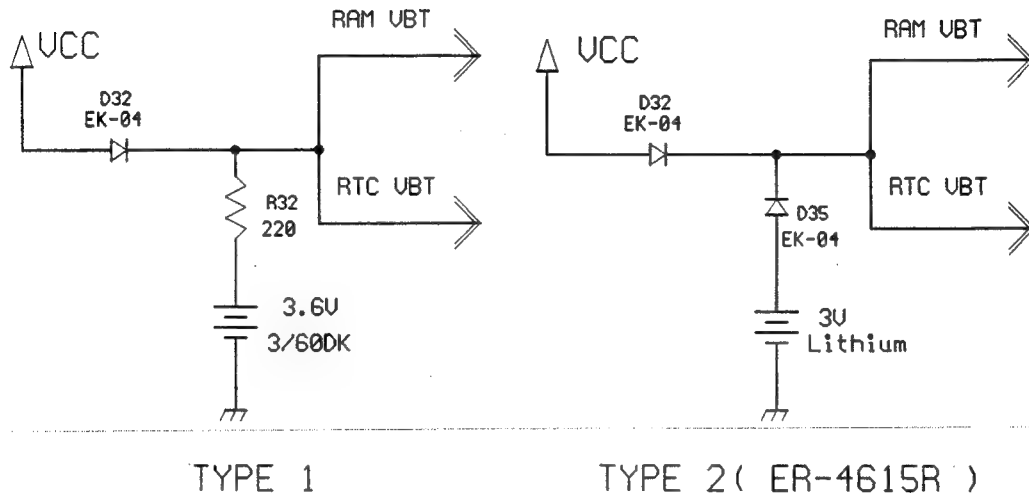 VCC
D32
EK-04
RAM VBT
R32
220
RTC VBT
3.6V
3/60DK
TYPE 1
VCC
D32
EK-04
RAM VBT
RTC VBT
D35
EK-04
3V
Lithium
TYPE 2( ER-4615R )